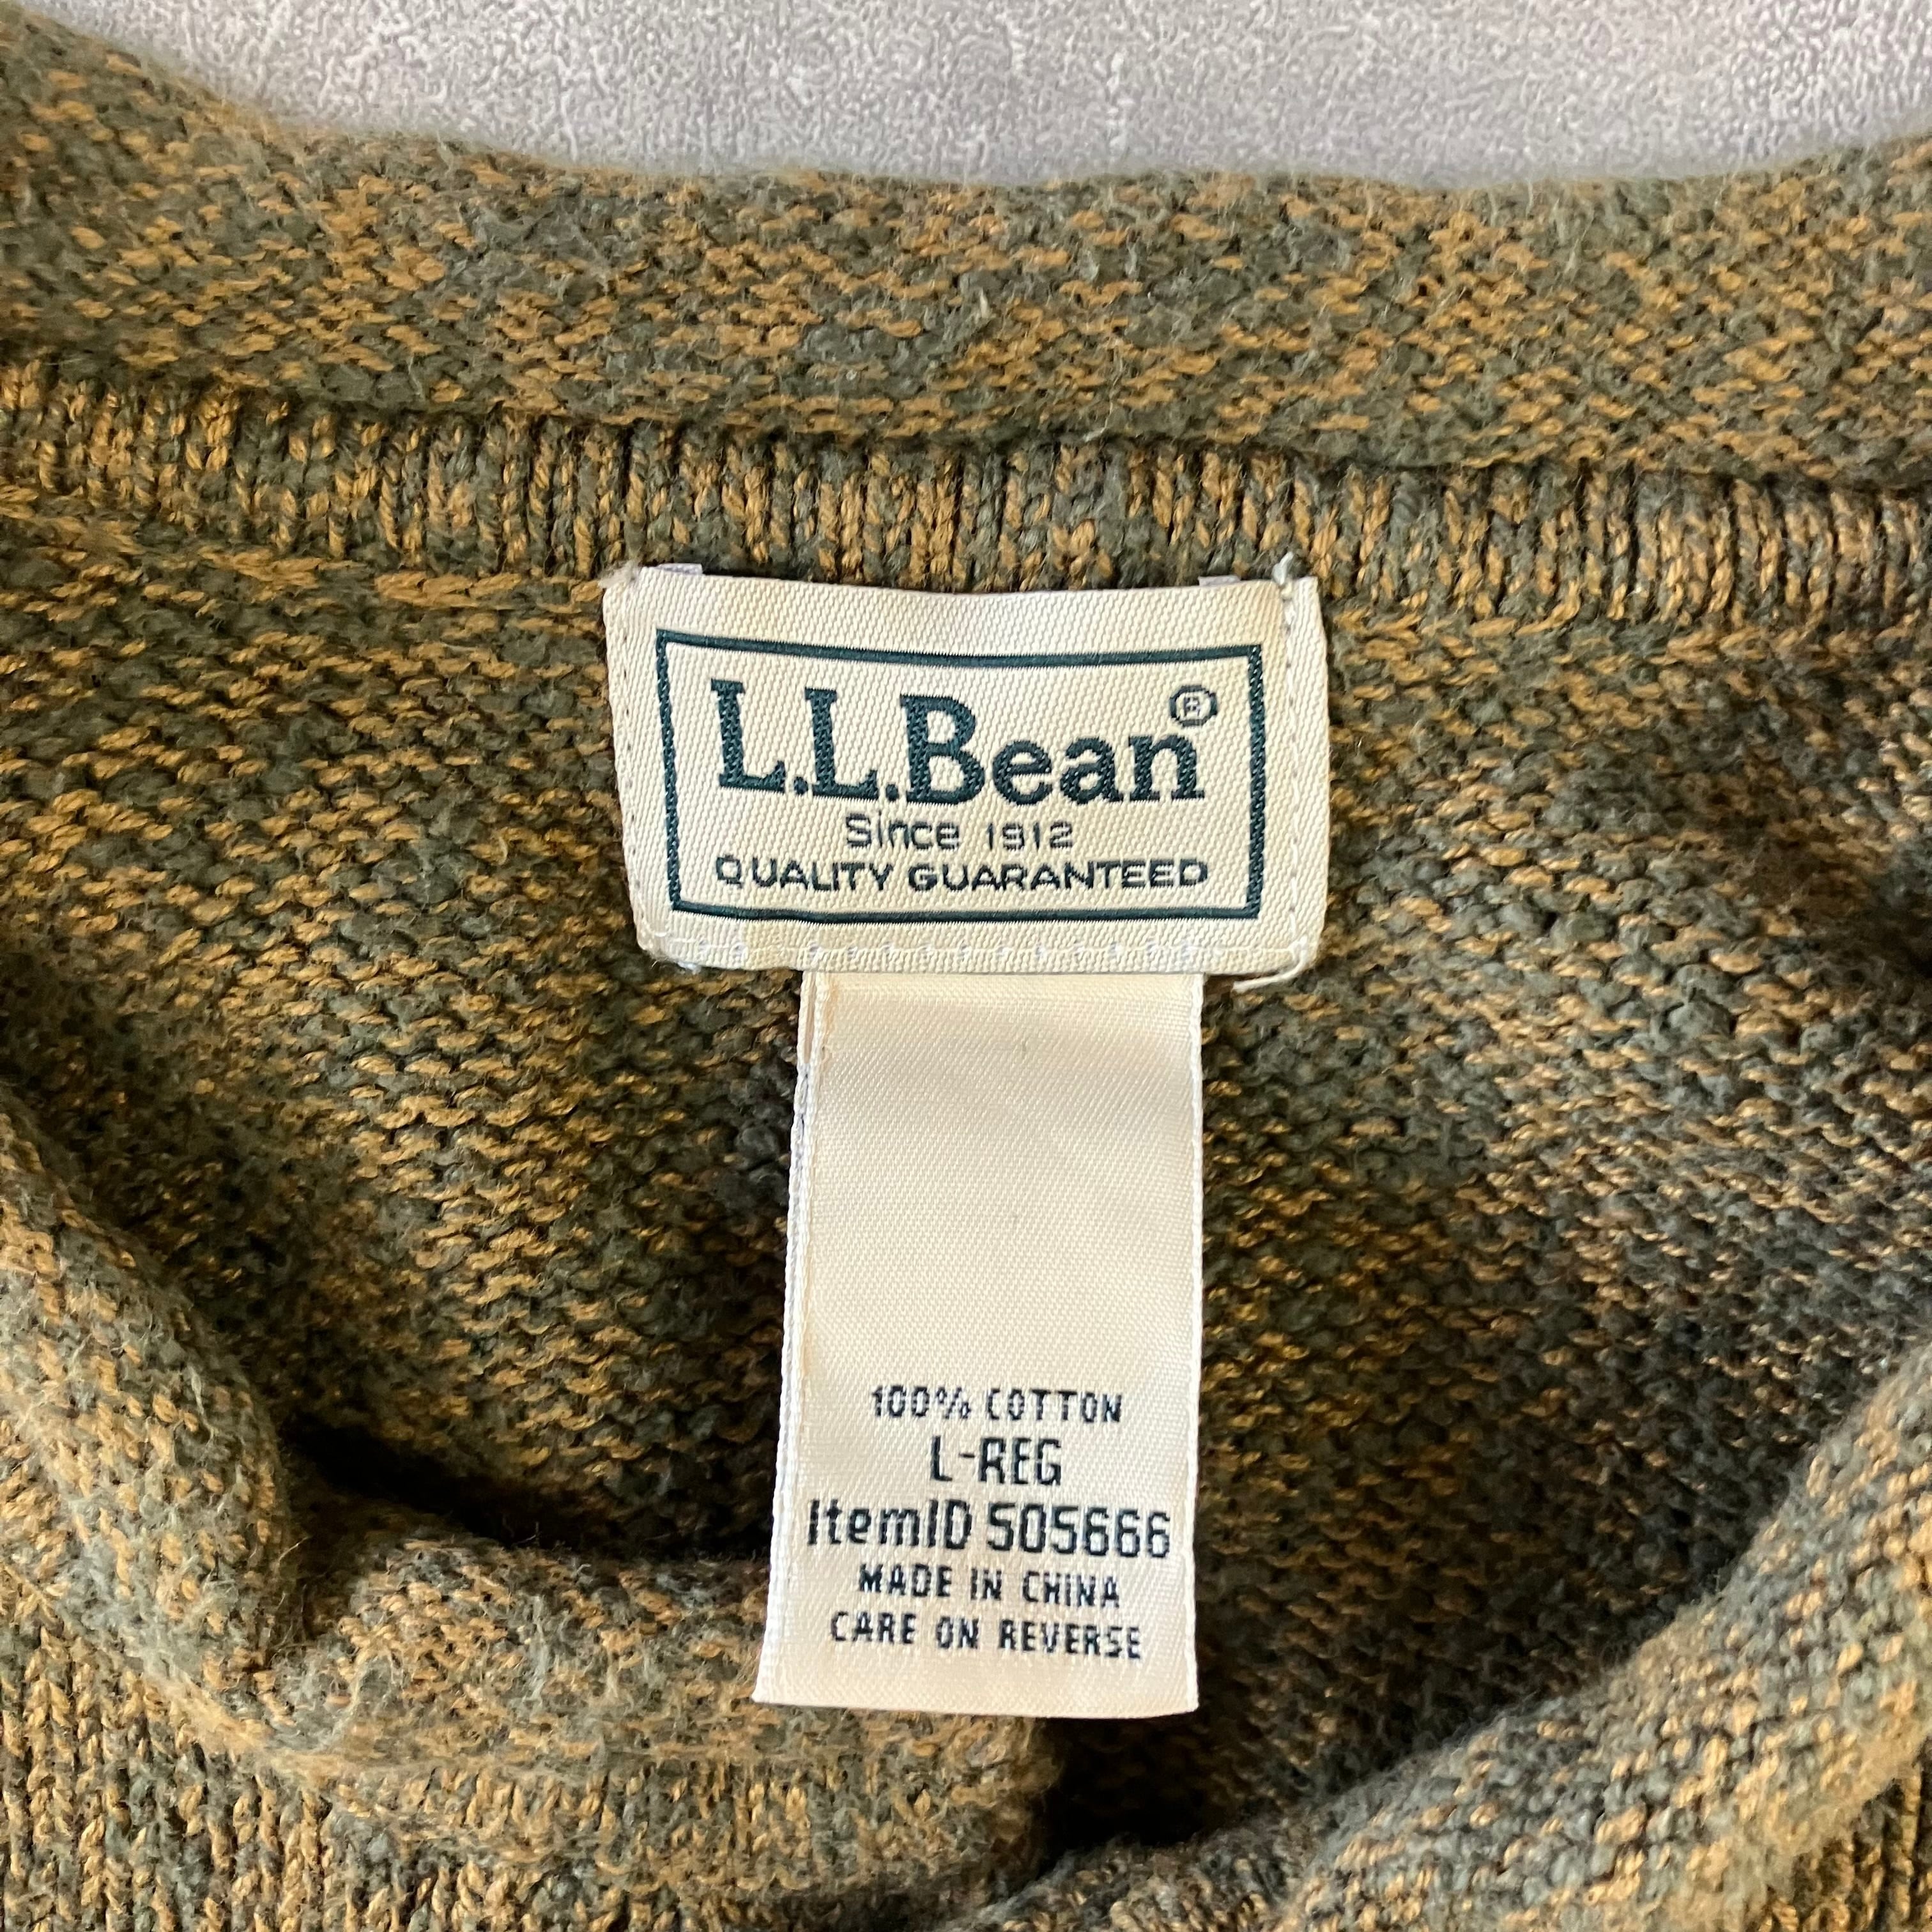 L.L.Bean®
Since 1912
QUALITY GUARANTEED
100% COTTON
L-REG
ItemID 505666
MADE IN CHINA
CARE ON REVERSE